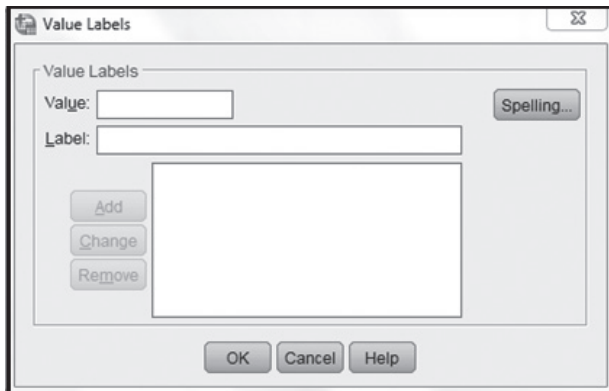 Value Labels
Value Labels
Value:
Spelling...
Label:
Add
Change
Remove
OK Cancel Help